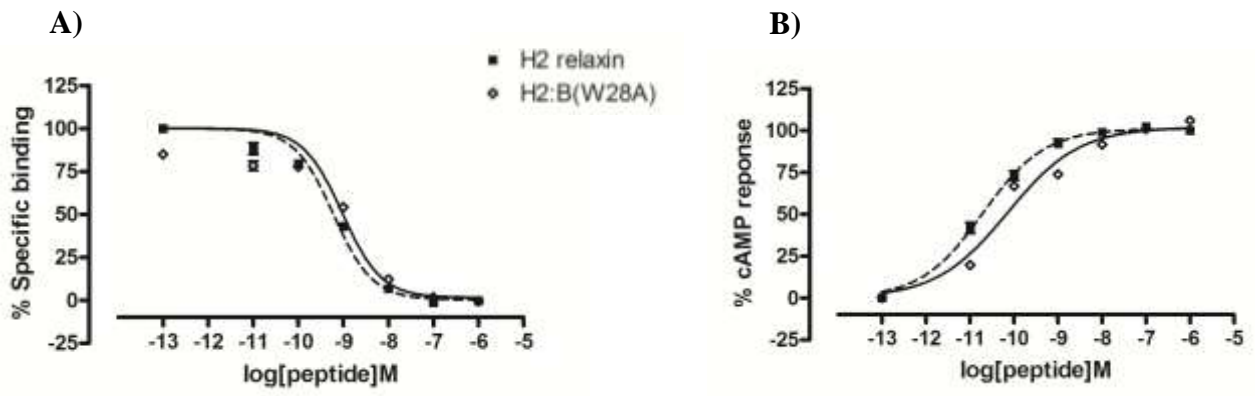 A)
B)
H2 relaxin
H2:B(W28A)
% Specific binding
125
100
75
50
25
0
-25
-13 -12 -11 -10 -9 -8 -7 -6 -5
log[peptide]M
% cAMP reponse
125
100
75
50
25
0
-25
-13 -12 -11 -10 -9 -8 -7 -6 -5
log[peptide]M